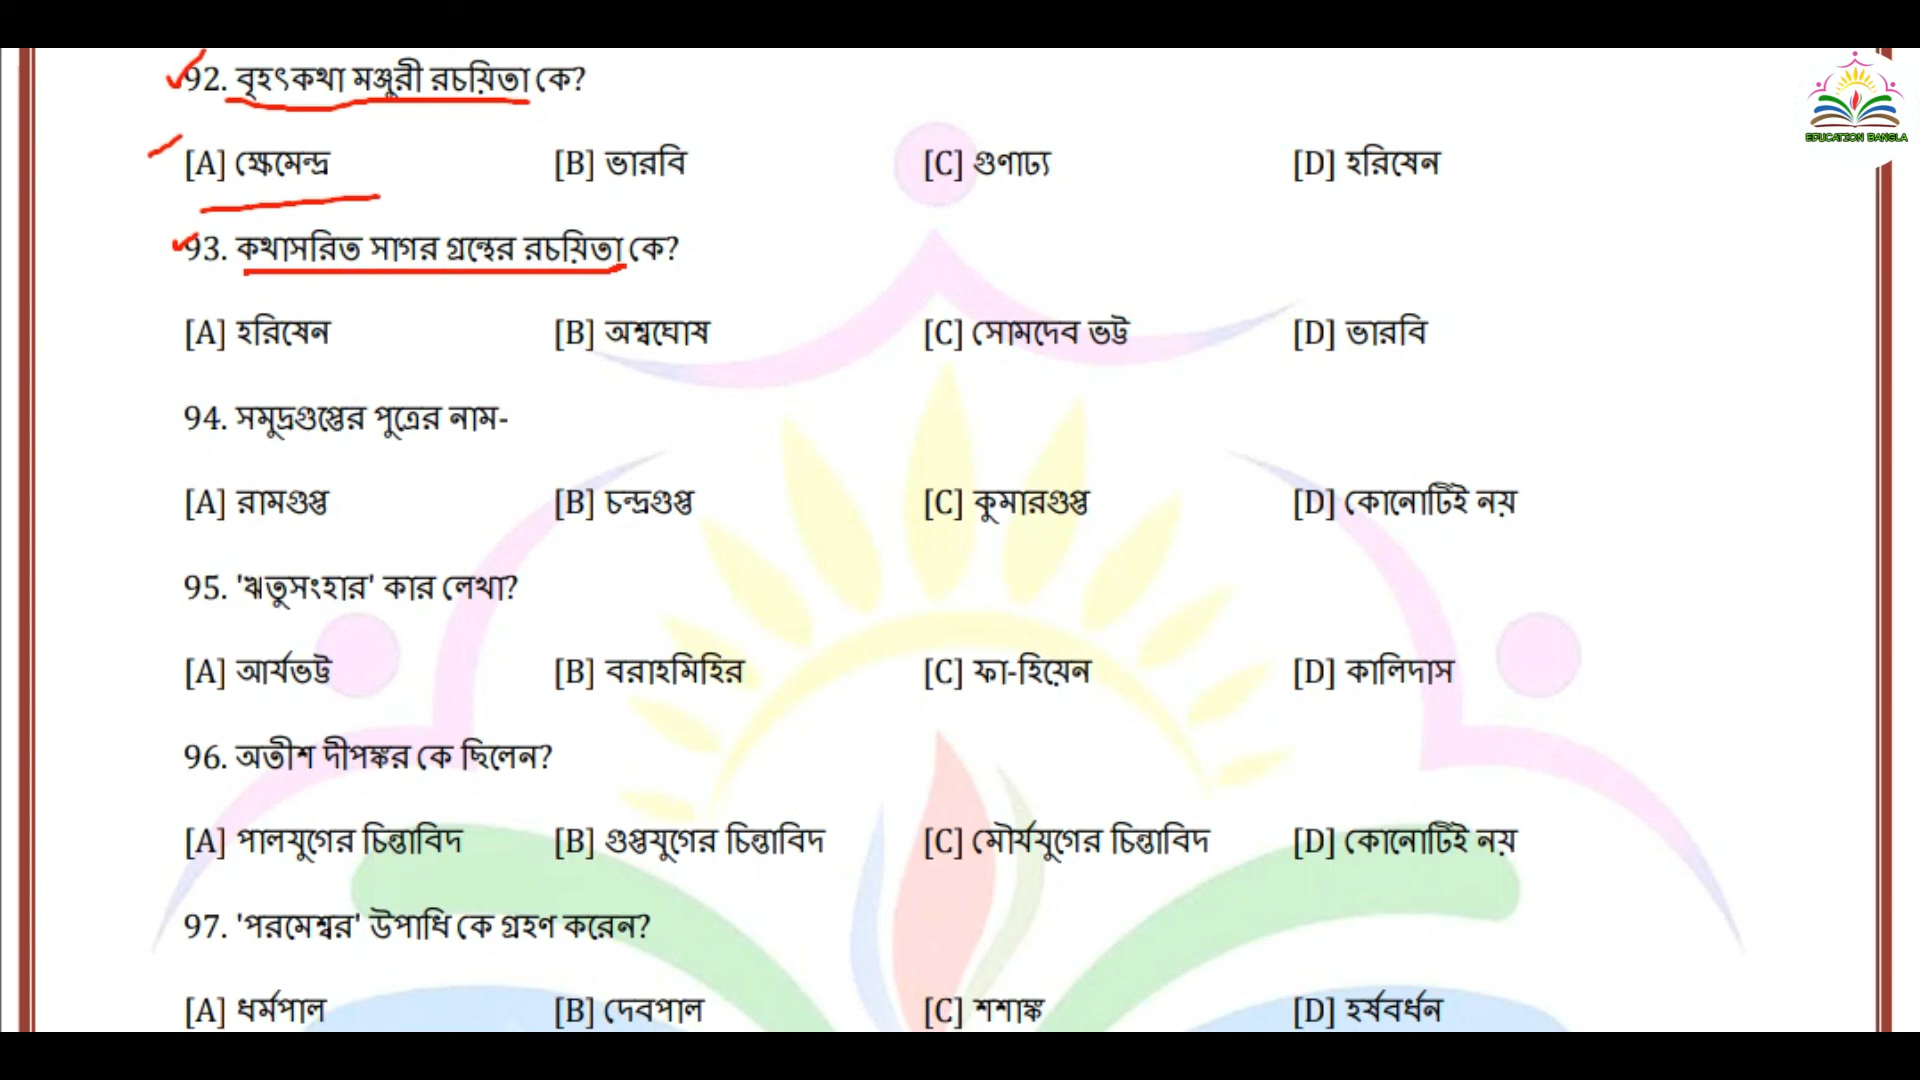 92. বৃহৎকথা মঞ্জুরী রচয়িতা কে?
[A] ক্ষেমেন্দ্র [B] ভারবি [C] গুণাঢ্য [D] হরিষেন
93. কথাসরিত সাগর গ্রন্থের রচয়িতা কে?
[A] হরিষেন [B] অশ্বঘোষ [C] সোমদেব ভট্ট [D] ভারবি
94. সমুদ্রগুপ্তের পুত্রের নাম-
[A] রামগুপ্ত [B] চন্দ্রগুপ্ত [C] কুমারগুপ্ত [D] কোনোটিই নয়
95. 'ঋতুসংহার' কার লেখা?
[A] আর্যভট্ট [B] বরাহমিহির [C] ফা-হিয়েন [D] কালিদাস
96. অতীশ দীপঙ্কর কে ছিলেন?
[A] পালযুগের চিন্তাবিদ [B] গুপ্তযুগের চিন্তাবিদ [C] মৌর্যযুগের চিন্তাবিদ [D] কোনোটিই নয়
97. 'পরমেশ্বর' উপাধি কে গ্রহণ করেন?
[A] ধর্মপাল [B] দেবপাল [C] শশাঙ্ক [D] হর্ষবর্ধন
EDUCATION BANGLA